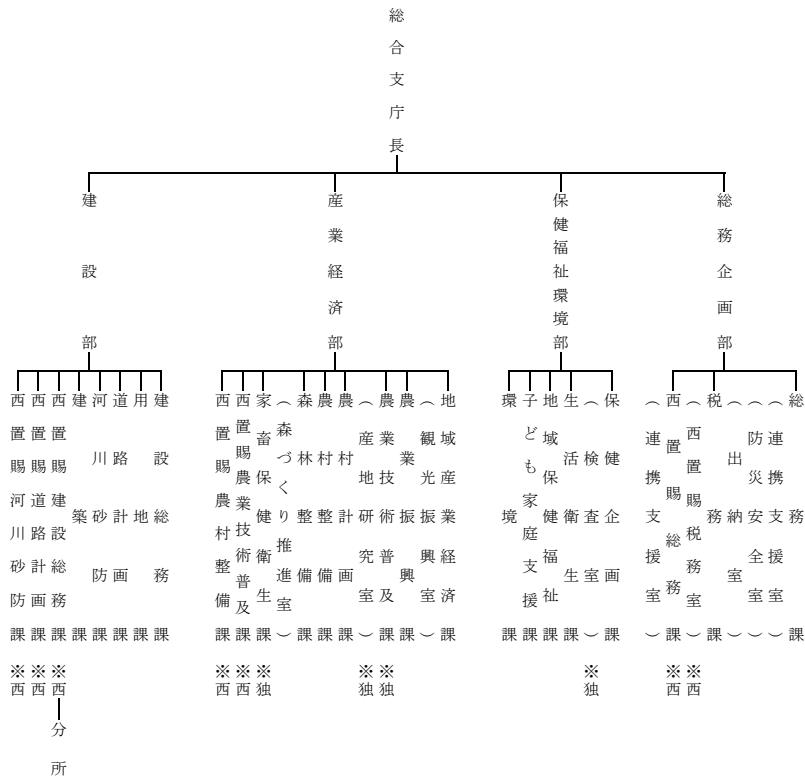 総合支庁長
総務企画部
総務課
（連携支援室）
（防災安全室）
（出納室）
税務課
（西置賜税務室）※西
西置賜総務課※西
（連携支援室）
保健福祉環境部
保健企画課
（検査室）※独
生活衛生課
地域保健福祉課
子ども家庭支援課
環境課
産業経済部
地域産業経済課
（観光振興室）
農業振興課
農業技術普及課※独
（産地研究室）※独
農村計画課
農村整備課
森林整備課
（森づくり推進室）
家畜保健衛生課※独
西置賜農業技術普及課※西
西置賜農村整備課※西
建設部
建設総務課
用地課
道路計画課
河川砂防課
建築課
西置賜建設総務課※西
分所
西置賜道路計画課※西
西置賜河川砂防課※西